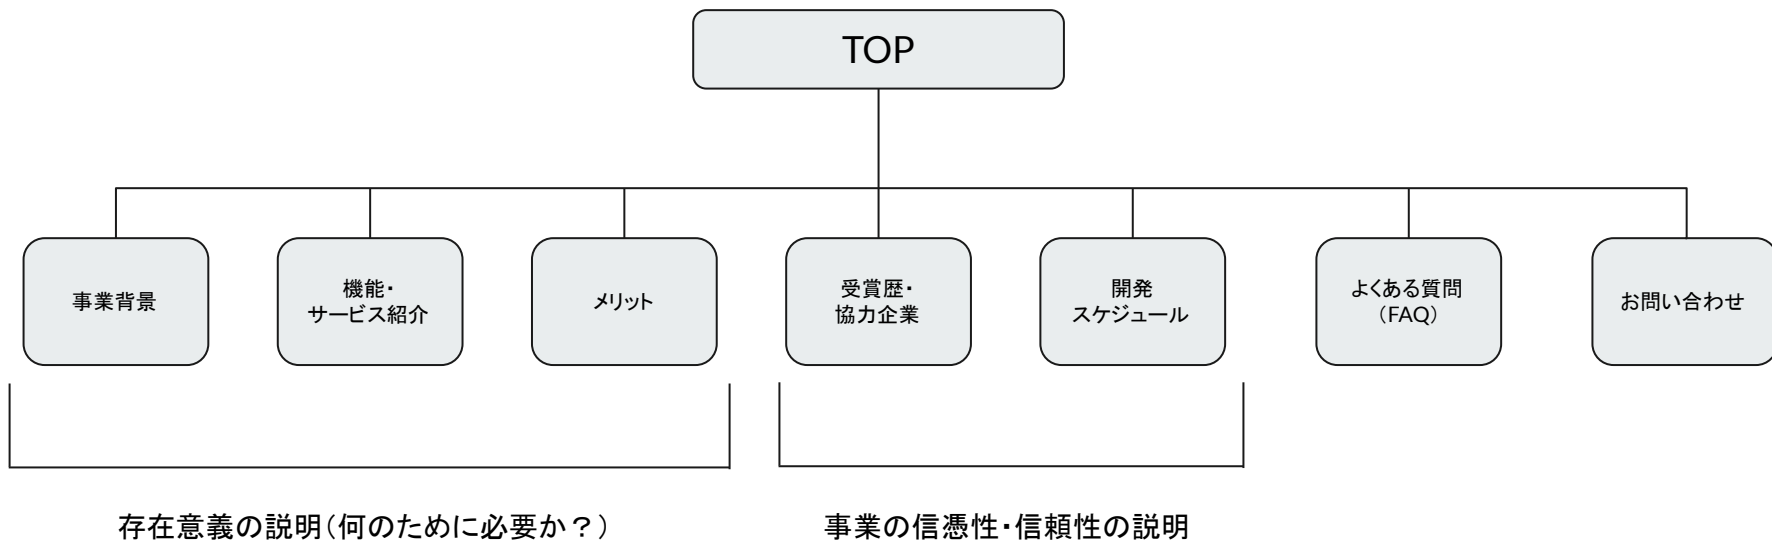 TOP
事業背景
機能・
サービス紹介
メリット
受賞歴・
協力企業
開発
スケジュール
よくある質問
（FAQ）
お問い合わせ
存在意義の説明（何のために必要か？）
事業の信憑性・信頼性の説明